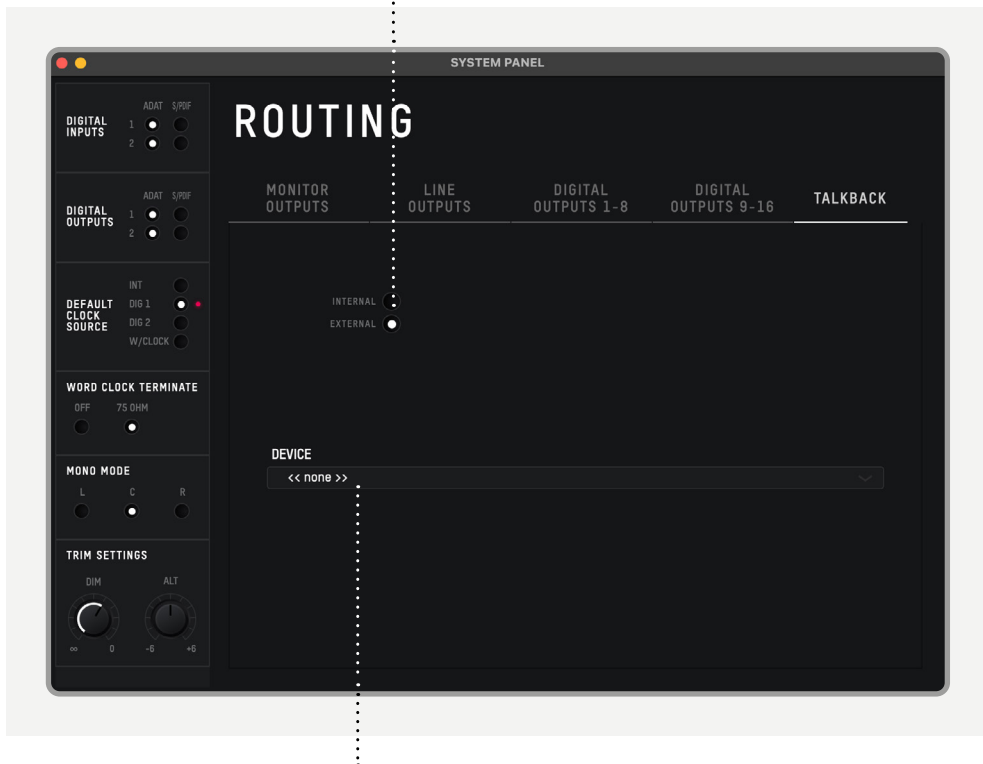 SYSTEM PANEL
DIGITAL
INPUTS
ADAT S/PDIF
1
2
DIGITAL
OUTPUTS
ADAT S/PDIF
1
2
DEFAULT
CLOCK
SOURCE
INT
DIG 1
DIG 2
W/CLOCK
WORD CLOCK TERMINATE
OFF 75 OHM
MONO MODE
L C R
TRIM SETTINGS
DIM ALT
∞ 0 -6 +6
ROUTING
MONITOR
OUTPUTS
LINE
OUTPUTS
DIGITAL
OUTPUTS 1-8
DIGITAL
OUTPUTS 9-16
TALKBACK
INTERNAL
EXTERNAL
DEVICE
<< none >>